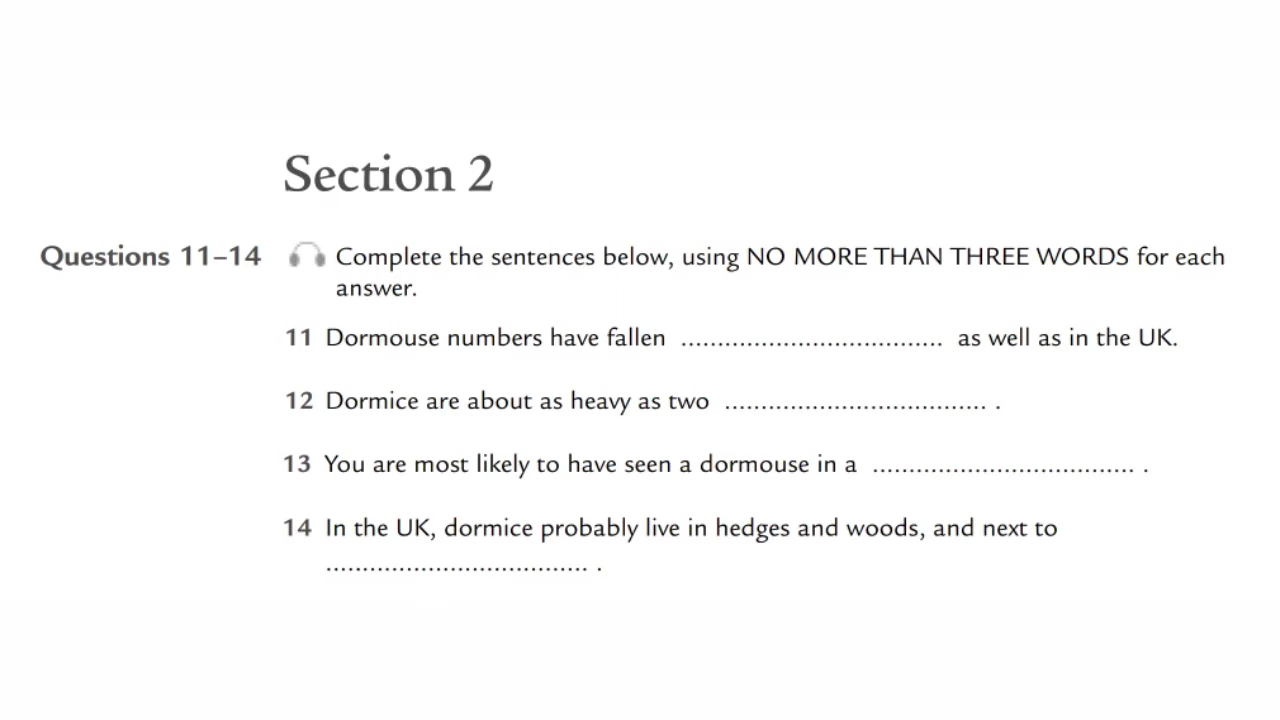 Section 2
Questions 11–14 Complete the sentences below, using NO MORE THAN THREE WORDS for each
answer.
11 Dormouse numbers have fallen ................................... as well as in the UK.
12 Dormice are about as heavy as two ................................... .
13 You are most likely to have seen a dormouse in a ................................... .
14 In the UK, dormice probably live in hedges and woods, and next to
................................... .